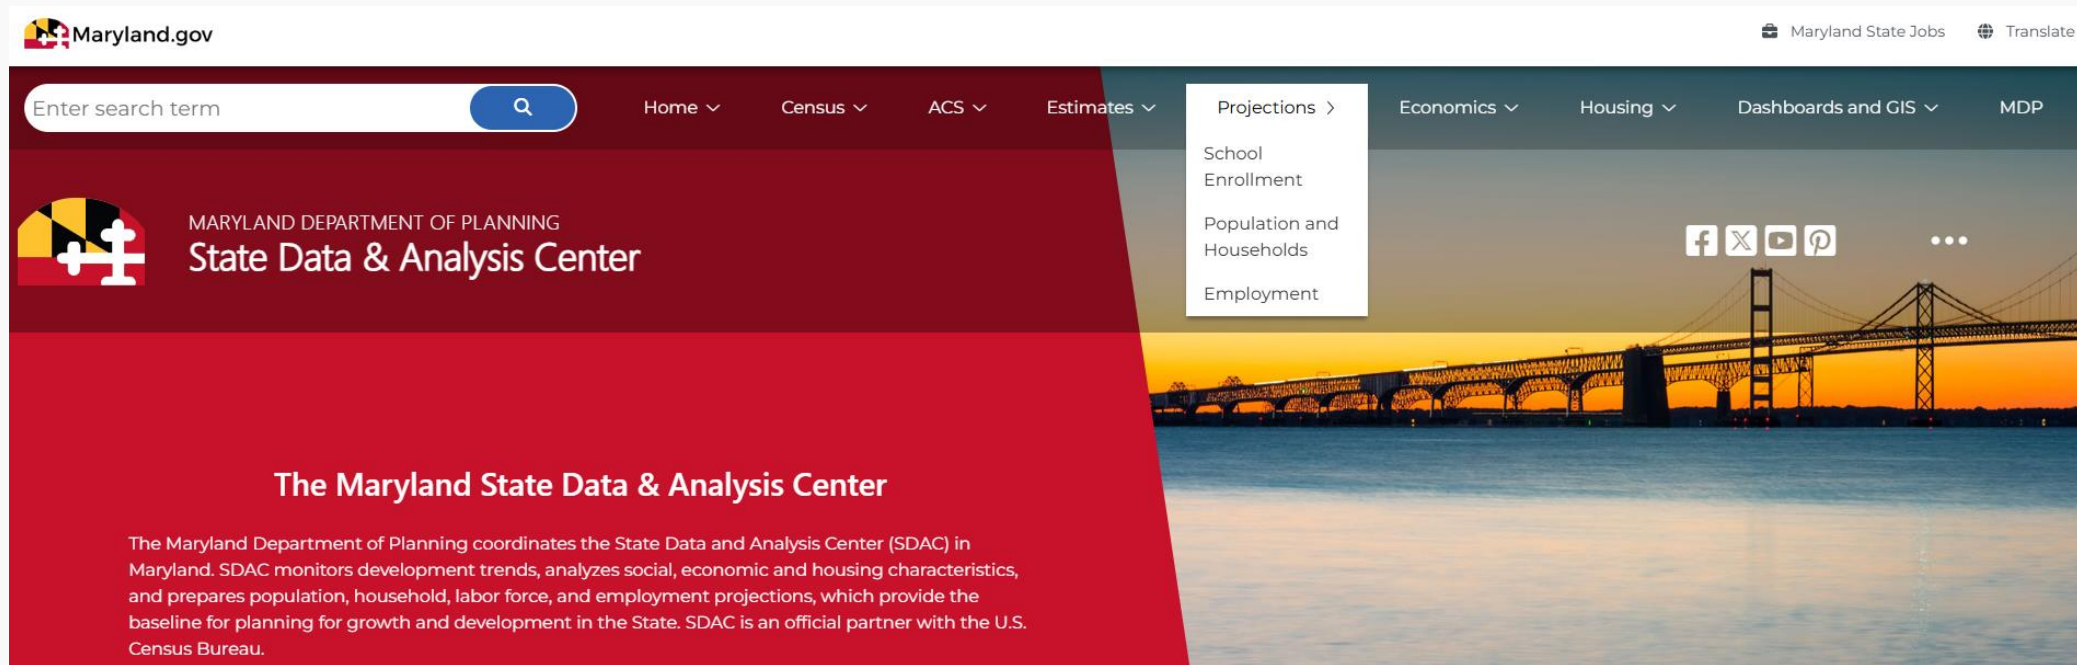 Maryland.gov
Maryland State Jobs
Translate
Enter search term
Home
Census
ACS
Estimates
Projections
Economics
Housing
Dashboards and GIS
MDP
School
Enrollment
Population and
Households
Employment
MARYLAND DEPARTMENT OF PLANNING
State Data & Analysis Center
The Maryland State Data & Analysis Center
The Maryland Department of Planning coordinates the State Data and Analysis Center (SDAC) in
Maryland. SDAC monitors development trends, analyzes social, economic and housing characteristics,
and prepares population, household, labor force, and employment projections, which provide the
baseline for planning for growth and development in the State. SDAC is an official partner with the U.S.
Census Bureau.